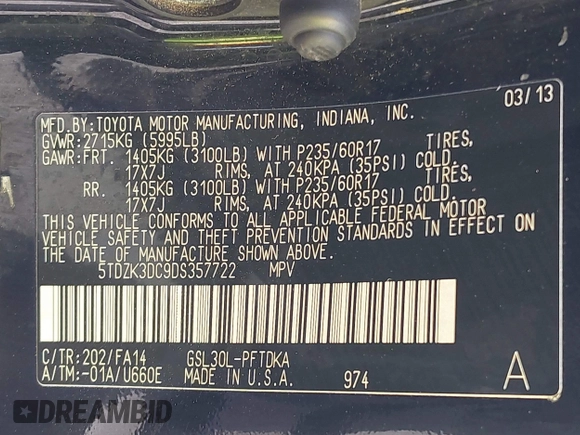 03/13
MFD.BY:TOYOTA MOTOR MANUFACTURING, INDIANA, INC.
GVWR:2715KG (5995LB)
GAWR:FRT. 1405KG (3100LB) WITH P235/60R17 TIRES,
17X7J RIMS, AT 240KPA (35PSI) COLD.
RR. 1405KG (3100LB) WITH P235/60R17 TIRES,
17X7J RIMS, AT 240KPA (35PSI) COLD.
THIS VEHICLE CONFORMS TO ALL APPLICABLE FEDERAL MOTOR
VEHICLE SAFETY AND THEFT PREVENTION STANDARDS IN EFFECT ON
THE DATE OF MANUFACTURE SHOWN ABOVE.
5TDZK3DC9DS357722 MPV
C/TR:202/FA14 GSL30L-PFTDKA
A/TM:-01A/U660E MADE IN U.S.A. 974 A
DREAMBID